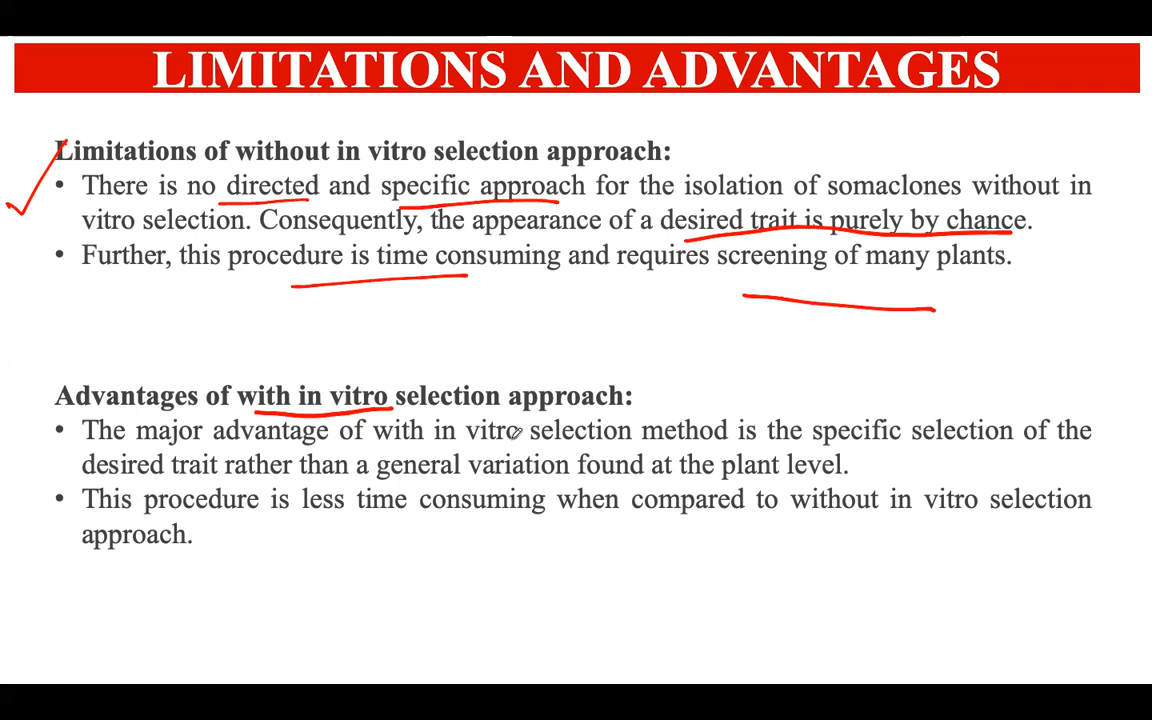 LIMITATIONS AND ADVANTAGES
Limitations of without in vitro selection approach:
• There is no directed and specific approach for the isolation of somaclones without in
vitro selection. Consequently, the appearance of a desired trait is purely by chance.
• Further, this procedure is time consuming and requires screening of many plants.
Advantages of with in vitro selection approach:
• The major advantage of with in vitro selection method is the specific selection of the
desired trait rather than a general variation found at the plant level.
• This procedure is less time consuming when compared to without in vitro selection
approach.